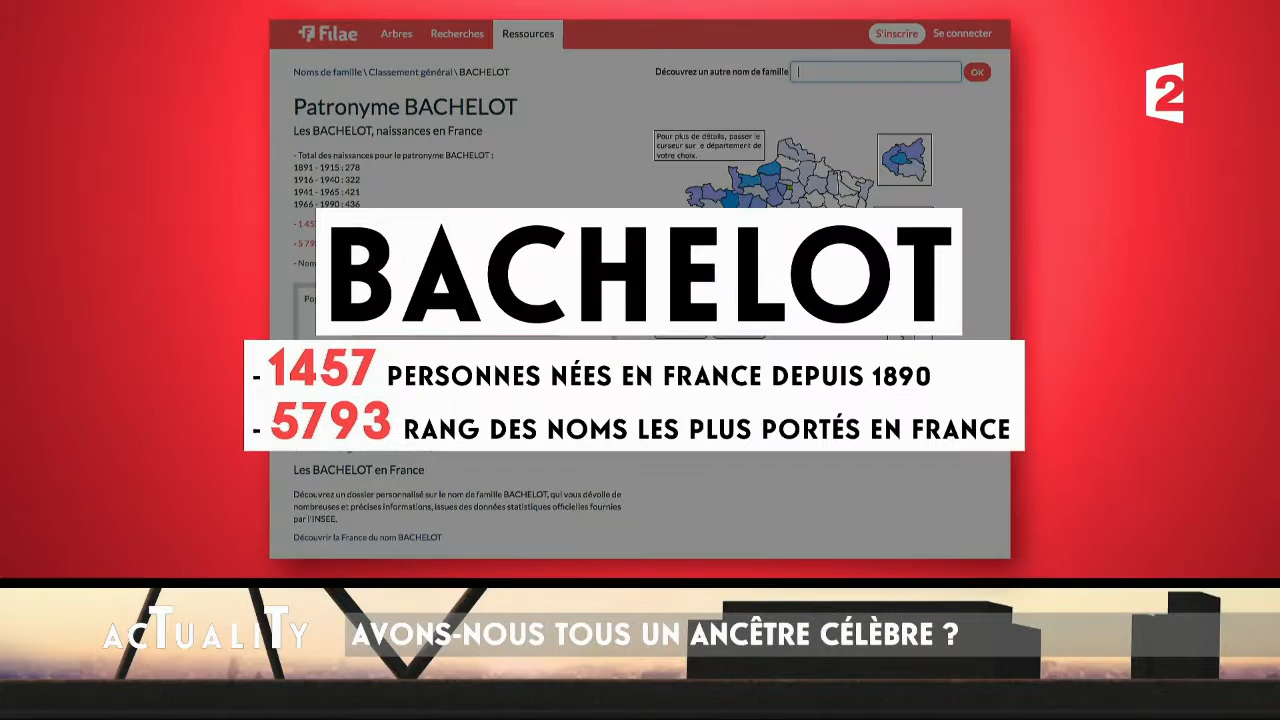 Filae Arbres Recherches Ressources S'inscrire Se connecter
Noms de famille \ Classement général \ BACHELOT
Découvrez un autre nom de famille OK
Patronyme BACHELOT
Les BACHELOT, naissances en France
- Total des naissances pour le patronyme BACHELOT :
1891 - 1915 : 278
1916 - 1940 : 322
1941 - 1965 : 421
1966 - 1990 : 436
Pour plus de détails, passer le
curseur sur le département de
votre choix.
2
- 1 45
- 5 79
- Nom
BACHELOT
- 1457 PERSONNES NÉES EN FRANCE DEPUIS 1890
- 5793 RANG DES NOMS LES PLUS PORTÉS EN FRANCE
Les BACHELOT en France
Découvrez un dossier personnalisé sur le nom de famille BACHELOT, qui vous dévoile de
nombreuses et précises informations, issues des données statistiques officielles fournies
par l'INSEE.
Découvrir la France du nom BACHELOT
AcTualiTy
AVONS-NOUS TOUS UN ANCÊTRE CÉLÈBRE ?